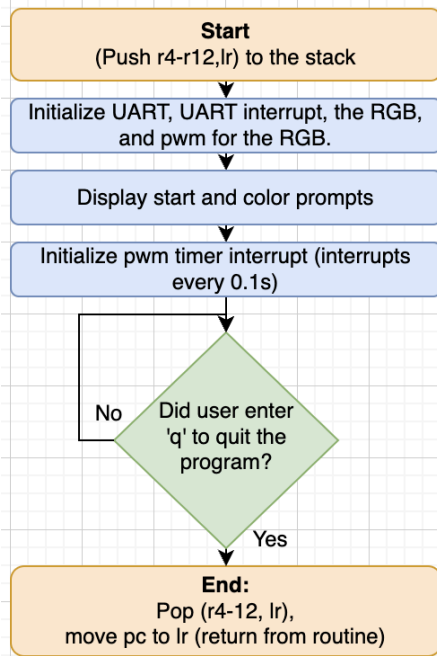 Start
(Push r4-r12,lr) to the stack
Initialize UART, UART interrupt, the RGB,
and pwm for the RGB.
Display start and color prompts
Initialize pwm timer interrupt (interrupts
every 0.1s)
No
Did user enter
'q' to quit the
program?
Yes
End:
Pop (r4-12, lr),
move pc to lr (return from routine)